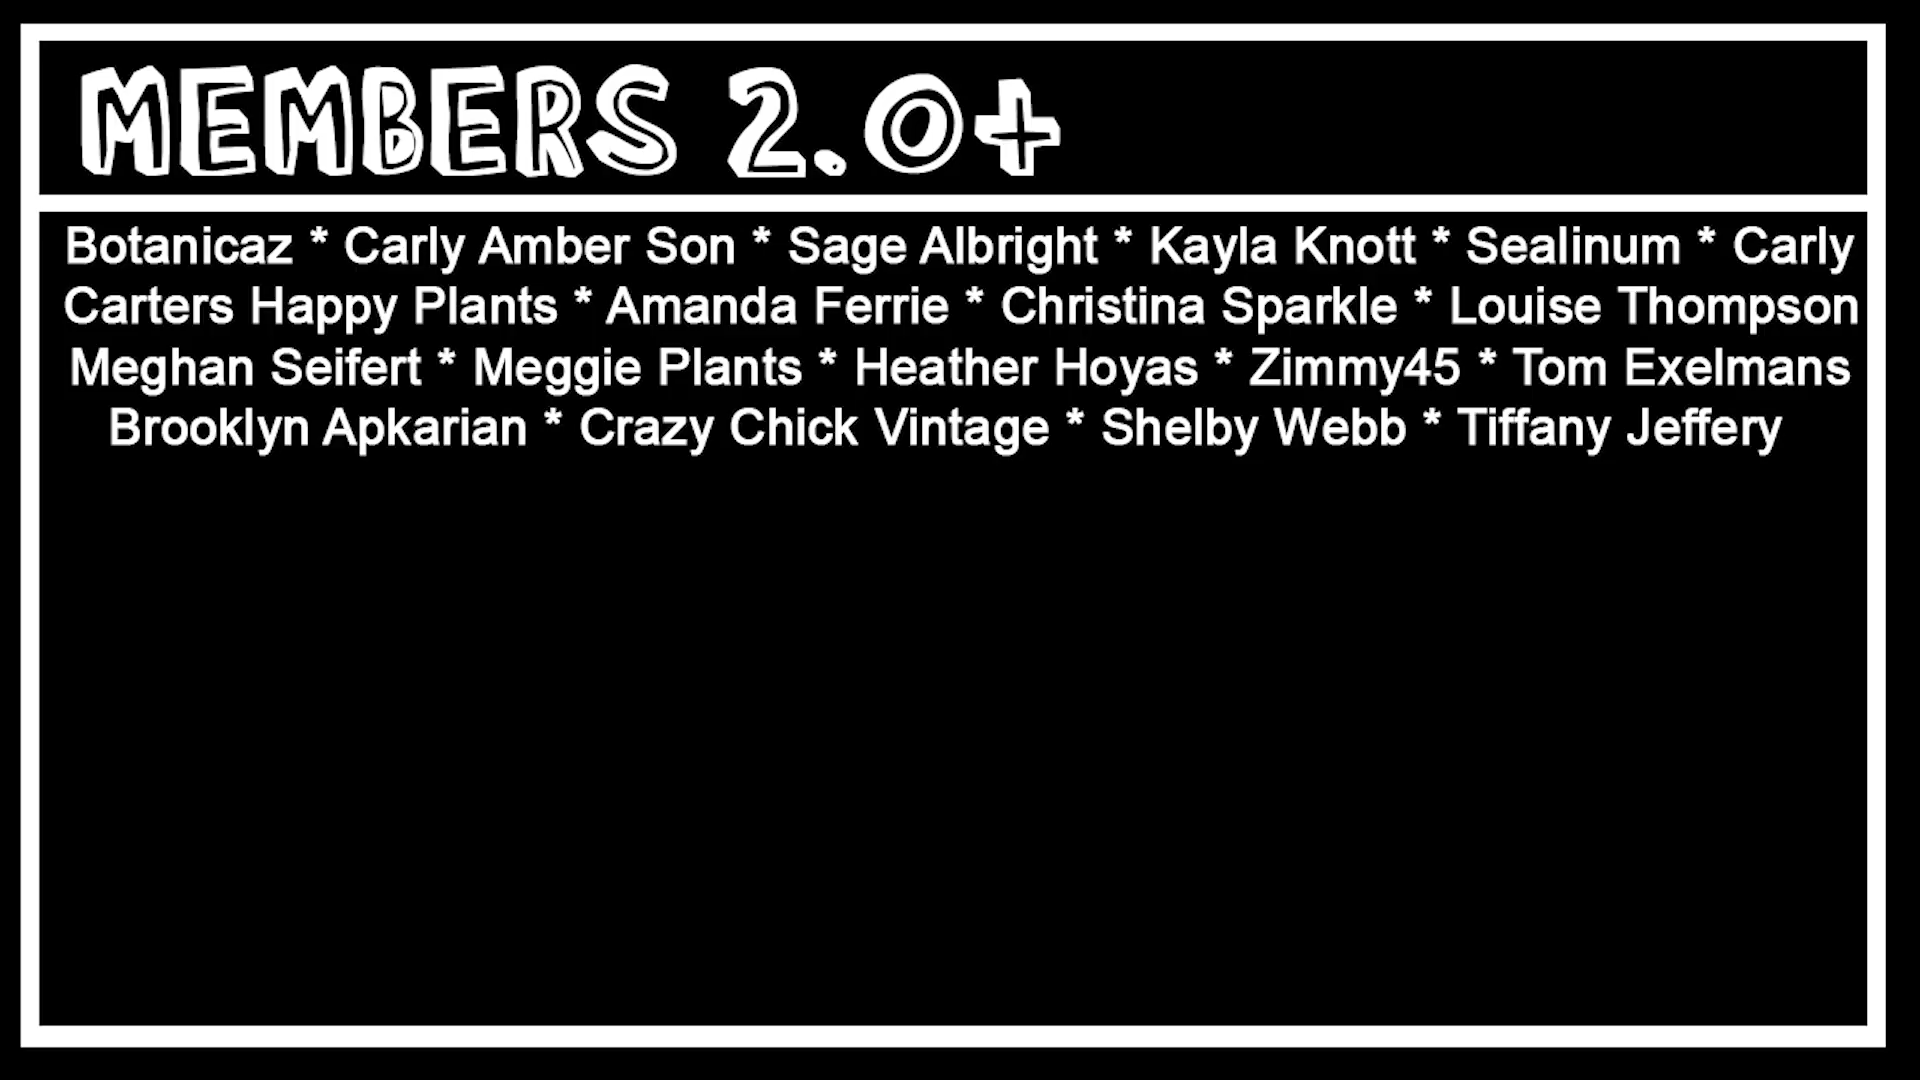 MEMBERS 2.0+
Botanicaz * Carly Amber Son * Sage Albright * Kayla Knott * Sealinum * Carly
Carters Happy Plants * Amanda Ferrie * Christina Sparkle * Louise Thompson
Meghan Seifert * Meggie Plants * Heather Hoyas * Zimmy45 * Tom Exelmans
Brooklyn Apkarian * Crazy Chick Vintage * Shelby Webb * Tiffany Jeffery